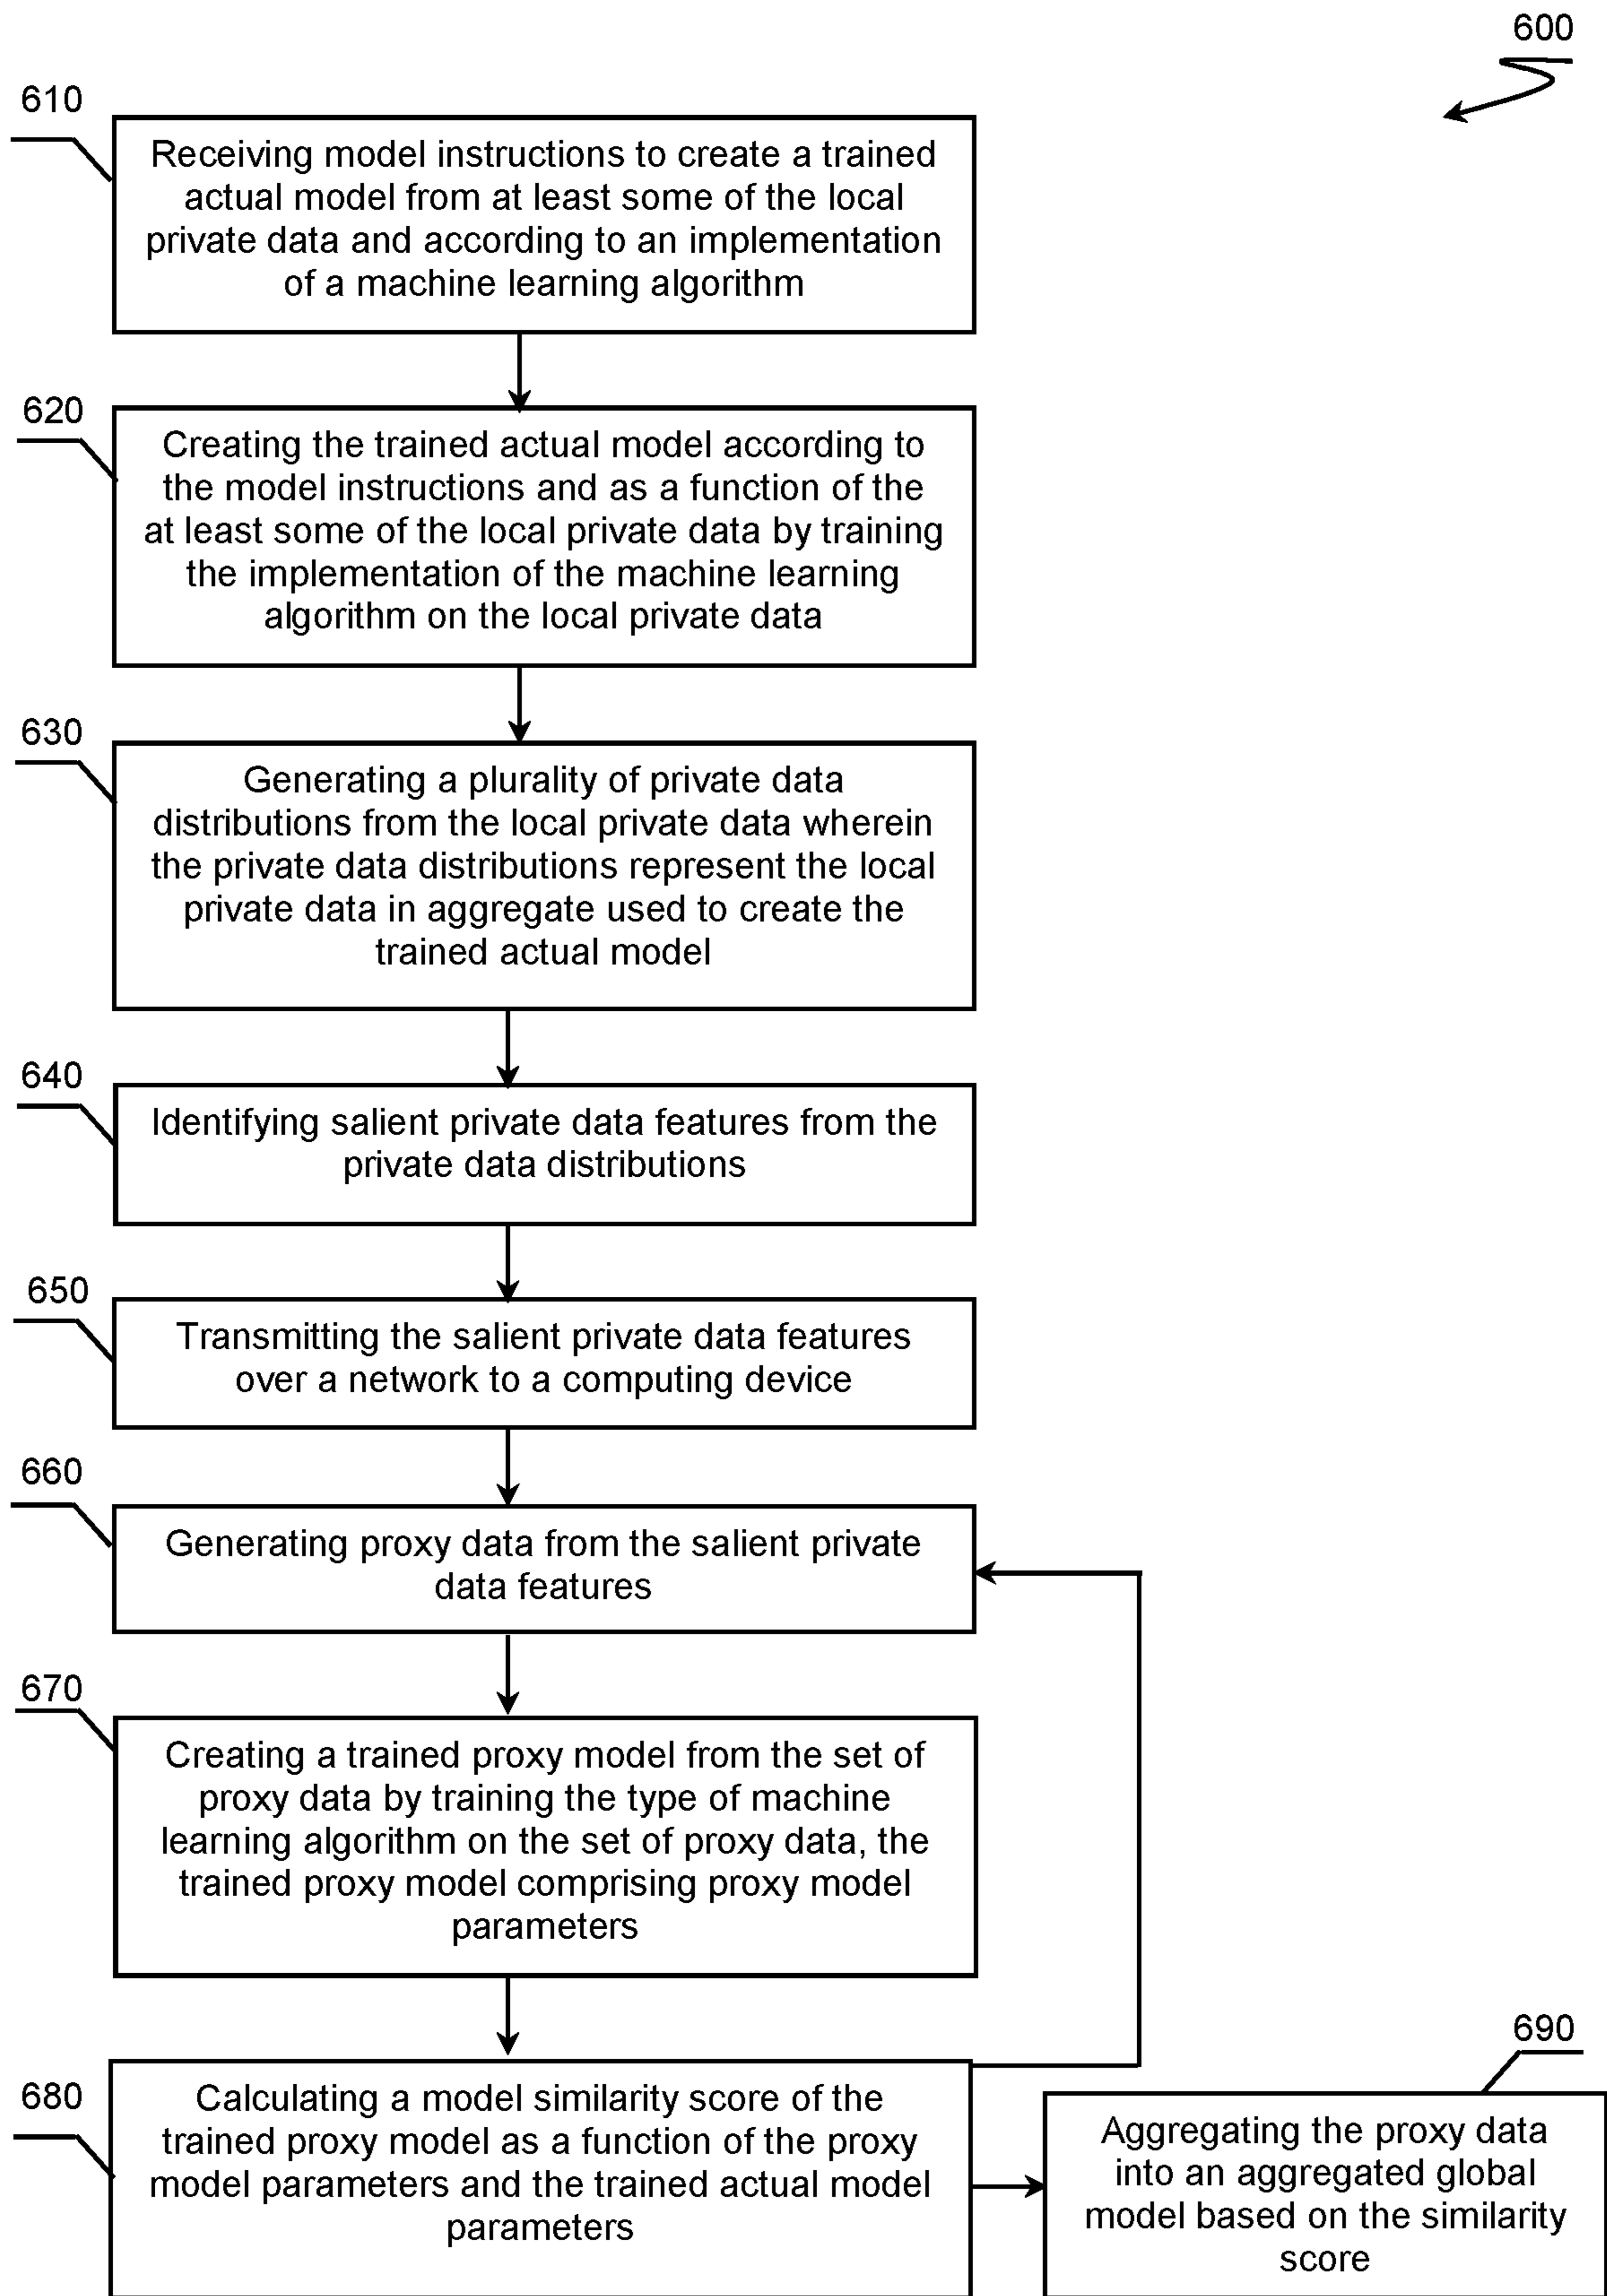 600
610
Receiving model instructions to create a trained
actual model from at least some of the local
private data and according to an implementation
of a machine learning algorithm
620
Creating the trained actual model according to
the model instructions and as a function of the
at least some of the local private data by training
the implementation of the machine learning
algorithm on the local private data
630
Generating a plurality of private data
distributions from the local private data wherein
the private data distributions represent the local
private data in aggregate used to create the
trained actual model
640
Identifying salient private data features from the
private data distributions
650
Transmitting the salient private data features
over a network to a computing device
660
Generating proxy data from the salient private
data features
670
Creating a trained proxy model from the set of
proxy data by training the type of machine
learning algorithm on the set of proxy data, the
trained proxy model comprising proxy model
parameters
680
Calculating a model similarity score of the
trained proxy model as a function of the proxy
model parameters and the trained actual model
parameters
690
Aggregating the proxy data
into an aggregated global
model based on the similarity
score